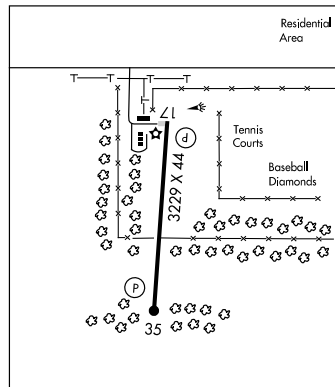 Residential
Area
17
P
Tennis
Courts
Baseball
Diamonds
3229 X 44
P
35